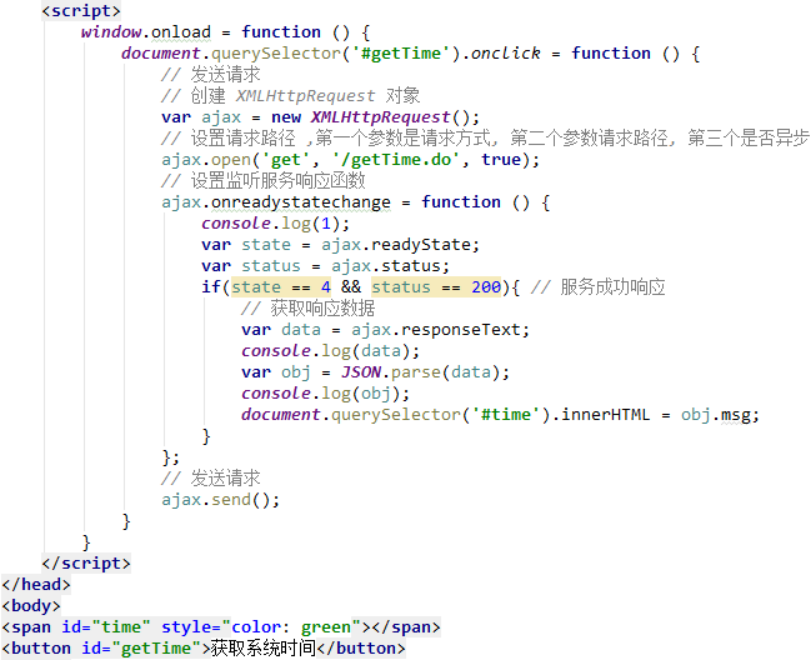 <script>
window.onload = function () {
document.querySelector('#getTime').onclick = function () {
// 发送请求
// 创建 XMLHttpRequest 对象
var ajax = new XMLHttpRequest();
// 设置请求路径 ,第一个参数是请求方式, 第二个参数请求路径, 第三个是否异步
ajax.open('get', '/getTime.do', true);
// 设置监听服务响应函数
ajax.onreadystatechange = function () {
console.log(1);
var state = ajax.readyState;
var status = ajax.status;
if(state == 4 && status == 200){ // 服务成功响应
// 获取响应数据
var data = ajax.responseText;
console.log(data);
var obj = JSON.parse(data);
console.log(obj);
document.querySelector('#time').innerHTML = obj.msg;
}
};
// 发送请求
ajax.send();
}
}
</script>
</head>
<body>
<span id="time" style="color: green"></span>
<button id="getTime">获取系统时间</button>